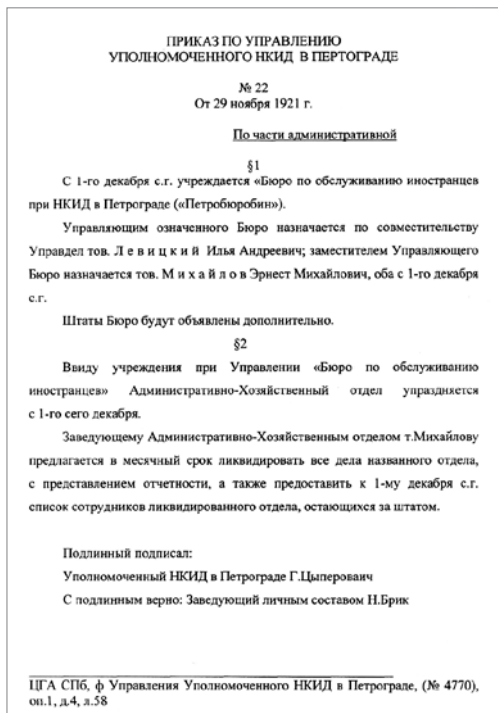 ПРИКАЗ ПО УПРАВЛЕНИЮ
УПОЛНОМОЧЕННОГО НКИД В ПЕРТОГРАДЕ
№ 22
От 29 ноября 1921 г.
По части административной
§1
С 1-го декабря с.г. учреждается «Бюро по обслуживанию иностранцев
при НКИД в Петрограде («Петробюробин»).
Управляющим означенного Бюро назначается по совместительству
Управдел тов. Л е в и ц к и й Илья Андреевич; заместителем Управляющего
Бюро назначается тов. М и х а й л о в Эрнест Михайлович, оба с 1-го декабря
с.г.
Штаты Бюро будут объявлены дополнительно.
§2
Ввиду учреждения при Управлении «Бюро по обслуживанию
иностранцев» Административно-Хозяйственный отдел упраздняется
с 1-го сего декабря.
Заведующему Административно-Хозяйственным отделом т.Михайлову
предлагается в месячный срок ликвидировать все дела названного отдела,
с представлением отчетности, а также предоставить к 1-му декабря с.г.
список сотрудников ликвидированного отдела, остающихся за штатом.
Подлинный подписал:
Уполномоченный НКИД в Петрограде Г.Цыпероваич
С подлинным верно: Заведующий личным составом Н.Брик
ЦГА СПб, ф Управления Уполномоченного НКИД в Петрограде, (№ 4770),
оп.1, д.4, л.58